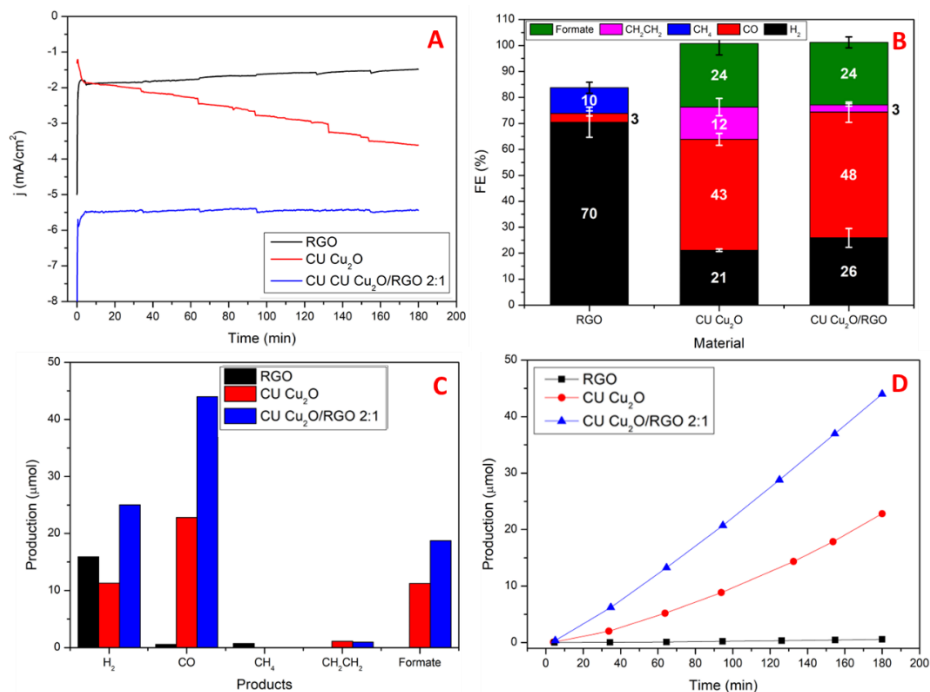 A
j (mA/cm²)
-1
-2
-3
-4
-5
-6
-7
-8
RGO
CU Cu₂O
CU CU Cu₂O/RGO 2:1
0 20 40 60 80 100 120 140 160 180 200
Time (min)
B
Formate CH₂CH₂ CH₄ CO H₂
FE (%)
110
100
90
80
70
60
50
40
30
20
10
0
10
3
70
24
12
43
21
24
3
48
26
RGO CU Cu₂O CU Cu₂O/RGO
Material
C
Production (μmol)
50
40
30
20
10
0
RGO
CU Cu₂O
CU Cu₂O/RGO 2:1
H₂ CO CH₄ CH₂CH₂ Formate
Products
D
Production (μmol)
50
40
30
20
10
0
RGO
CU Cu₂O
CU Cu₂O/RGO 2:1
0 20 40 60 80 100 120 140 160 180 200
Time (min)